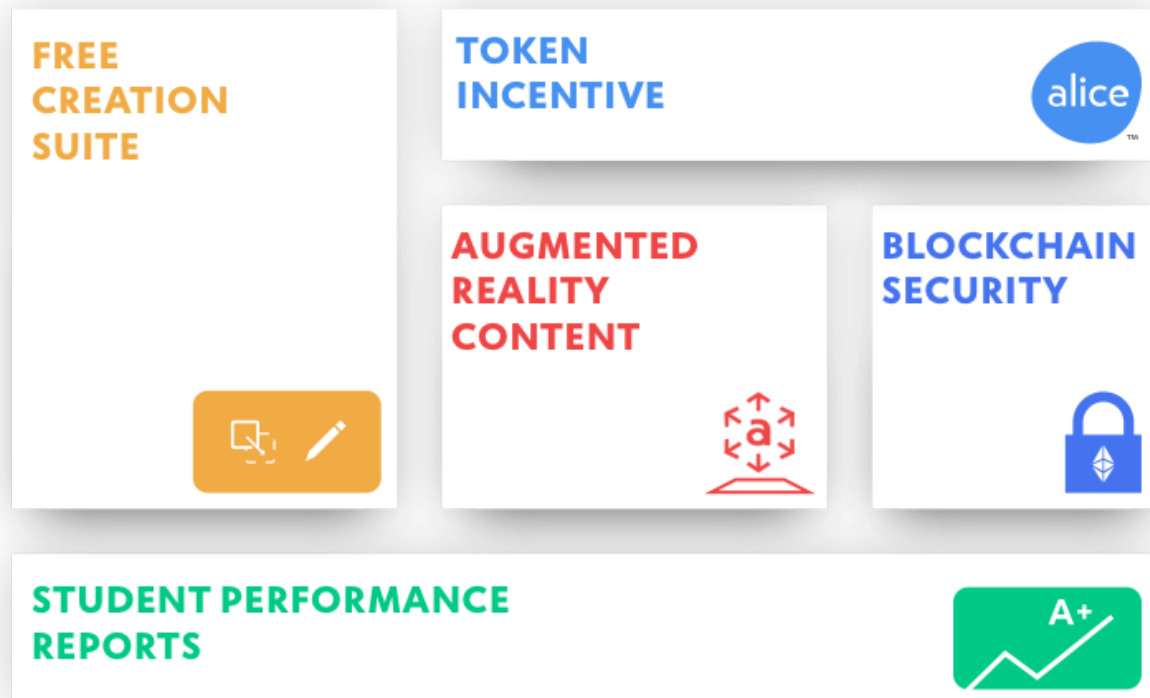 FREE
CREATION
SUITE
TOKEN
INCENTIVE
alice
™
AUGMENTED
REALITY
CONTENT
a
BLOCKCHAIN
SECURITY
STUDENT PERFORMANCE
REPORTS
A+